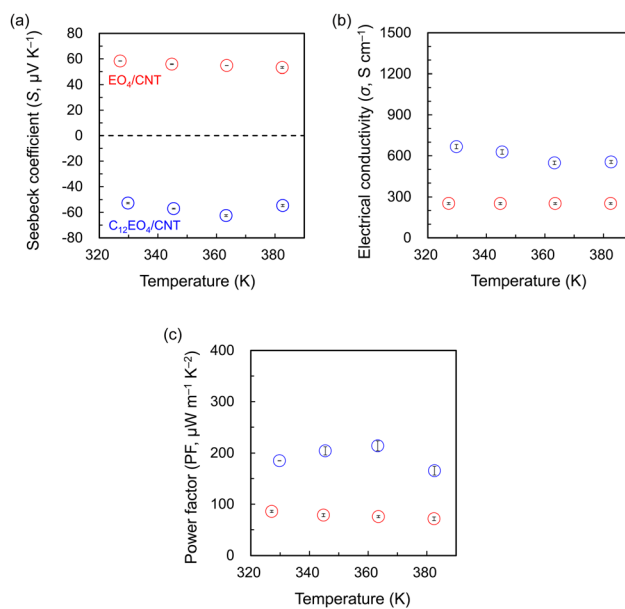 (a)
Seebeck coefficient (S, μV K⁻¹)
80
60
40
20
0
-20
-40
-60
-80
EO₄/CNT
C₁₂EO₄/CNT
320 340 360 380
Temperature (K)
(b)
Electrical conductivity (σ, S cm⁻¹)
1500
1200
900
600
300
0
320 340 360 380
Temperature (K)
(c)
Power factor (PF, μW m⁻¹ K⁻²)
400
300
200
100
0
320 340 360 380
Temperature (K)